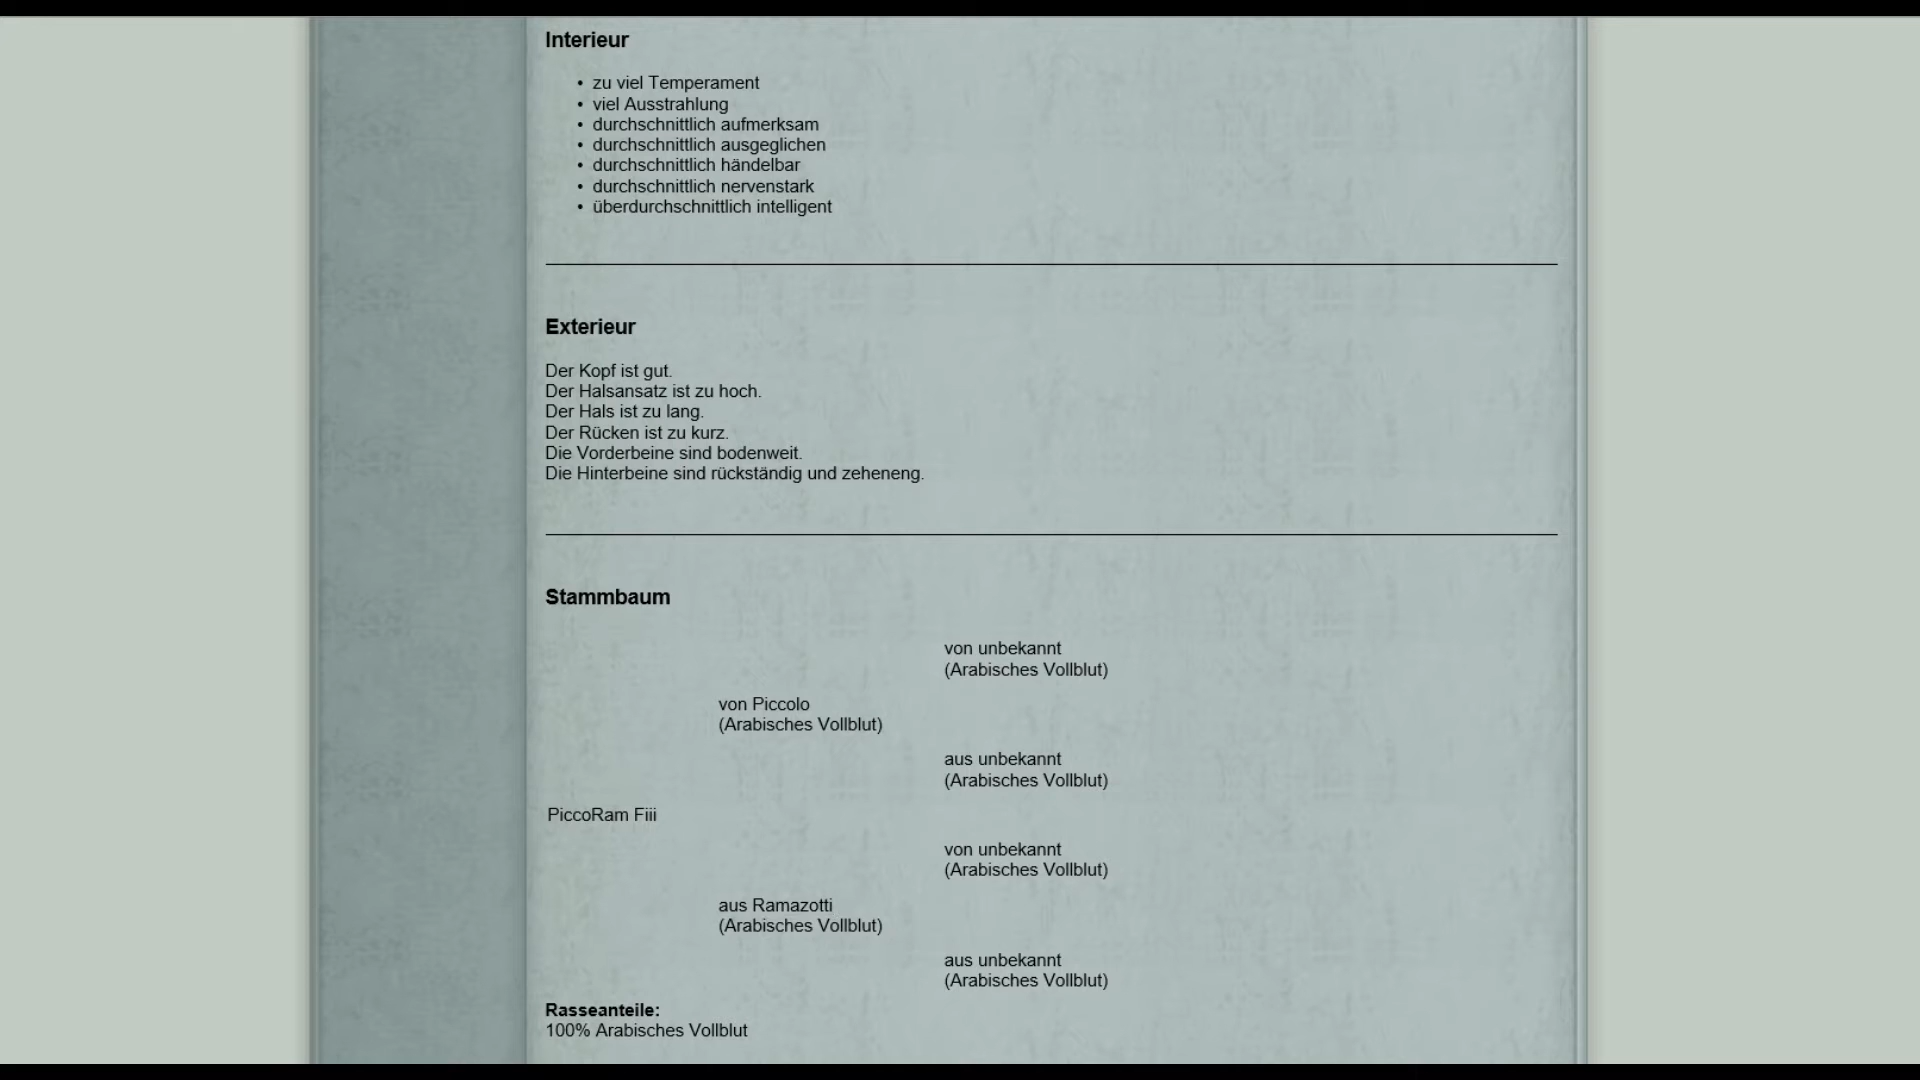 Interieur
• zu viel Temperament
• viel Ausstrahlung
• durchschnittlich aufmerksam
• durchschnittlich ausgeglichen
• durchschnittlich händelbar
• durchschnittlich nervenstark
• überdurchschnittlich intelligent
Exterieur
Der Kopf ist gut.
Der Halsansatz ist zu hoch.
Der Hals ist zu lang.
Der Rücken ist zu kurz.
Die Vorderbeine sind bodenweit.
Die Hinterbeine sind rückständig und zeheneng.
Stammbaum
von unbekannt
(Arabisches Vollblut)
von Piccolo
(Arabisches Vollblut)
aus unbekannt
(Arabisches Vollblut)
PiccoRam Fiii
von unbekannt
(Arabisches Vollblut)
aus Ramazotti
(Arabisches Vollblut)
aus unbekannt
(Arabisches Vollblut)
Rasseanteile:
100% Arabisches Vollblut